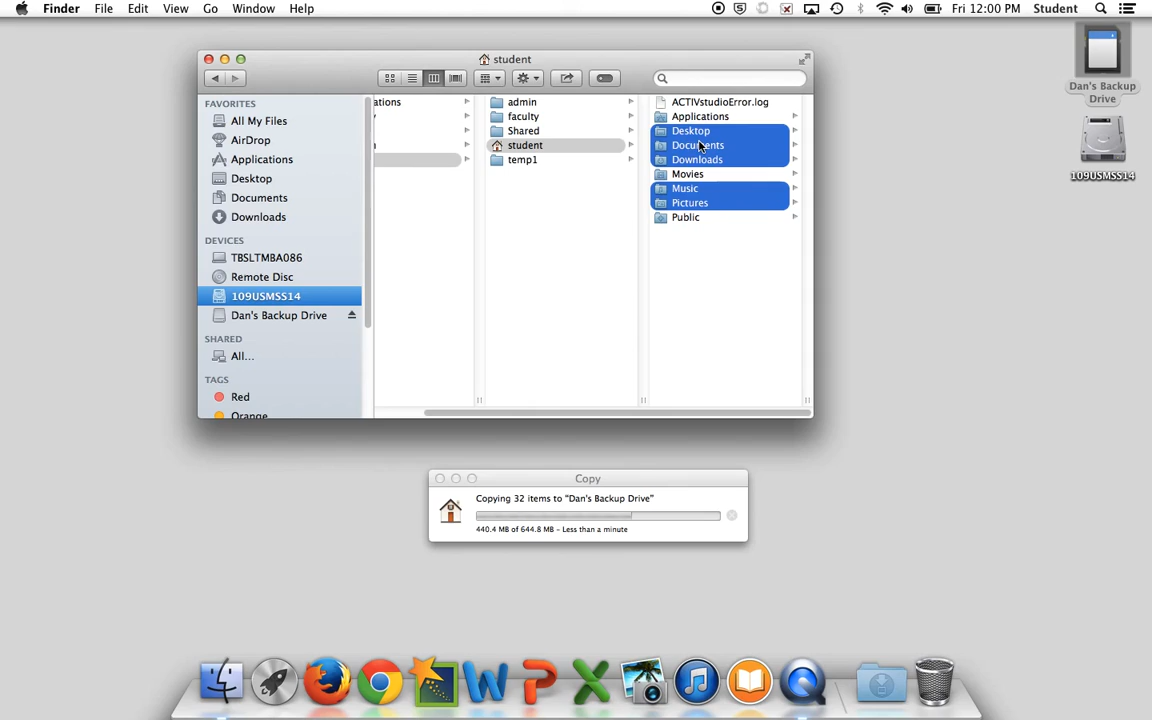 Finder File Edit View Go Window Help Fri 12:00 PM Student
Dan's Backup
Drive
109USMSS14
student
FAVORITES
All My Files
AirDrop
Applications
Desktop
Documents
Downloads
DEVICES
TBSLTMBA086
Remote Disc
109USMSS14
Dan's Backup Drive
SHARED
All...
TAGS
Red
Orange
ations
admin
faculty
Shared
student
temp1
ACTIVstudioError.log
Applications
Desktop
Documents
Downloads
Movies
Music
Pictures
Public
Copy
Copying 32 items to "Dan's Backup Drive"
440.4 MB of 644.8 MB - Less than a minute